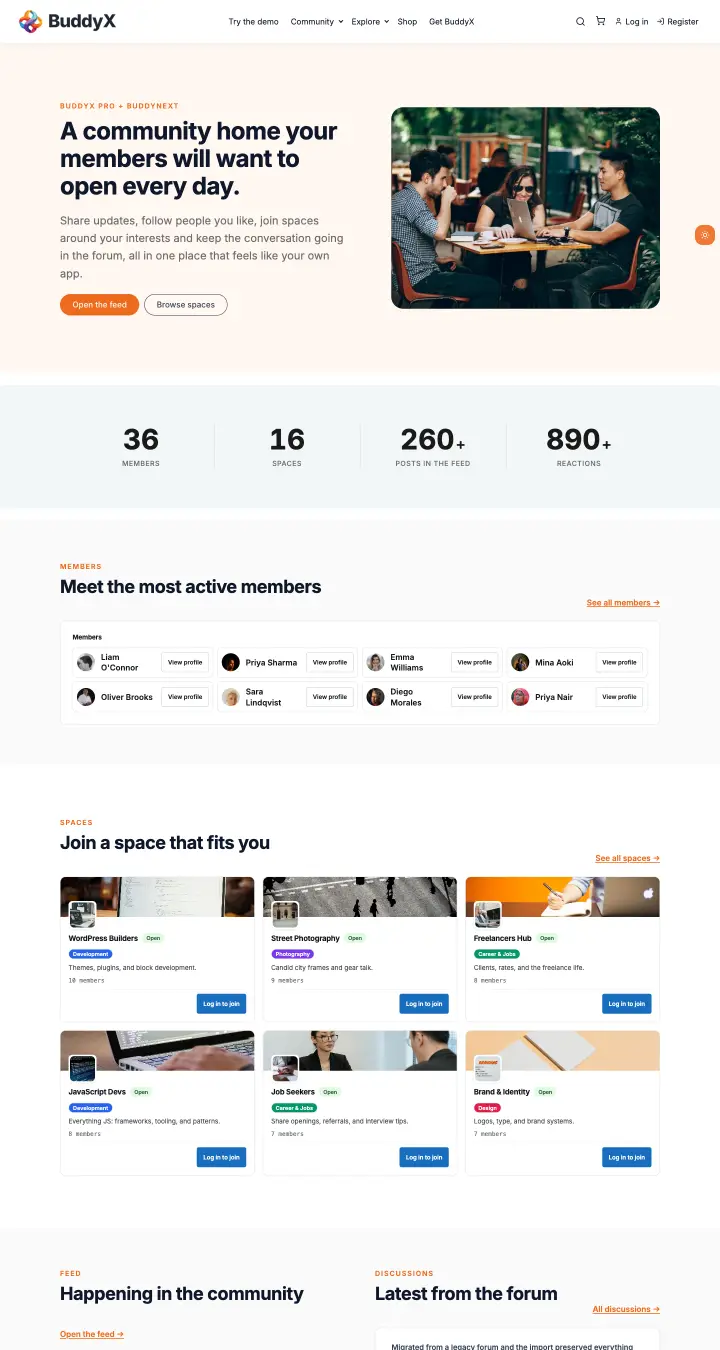 BuddyX
Try the demo
Community
Explore
Shop
Get BuddyX
Log in
Register
BUDDYX PRO + BUDDYNEXT
A community home your
members will want to
open every day.
Share updates, follow people you like, join spaces
around your interests and keep the conversation going
in the forum, all in one place that feels like your own
app.
Open the feed
Browse spaces
36
MEMBERS
16
SPACES
260+
POSTS IN THE FEED
890+
REACTIONS
MEMBERS
Meet the most active members
See all members →
Members
Liam
O'Connor
View profile
Priya Sharma
View profile
Emma
Williams
View profile
Mina Aoki
View profile
Oliver Brooks
View profile
Sara
Lindqvist
View profile
Diego
Morales
View profile
Priya Nair
View profile
SPACES
Join a space that fits you
See all spaces →
WordPress Builders Open
Development
Themes, plugins, and block development.
10 members
Log in to join
Street Photography Open
Photography
Candid city frames and gear talk.
9 members
Log in to join
Freelancers Hub Open
Career & Jobs
Clients, rates, and the freelance life.
8 members
Log in to join
JavaScript Devs Open
Development
Everything JS: frameworks, tooling, and patterns.
8 members
Log in to join
Job Seekers Open
Career & Jobs
Share openings, referrals, and interview tips.
7 members
Log in to join
Brand & Identity Open
Design
Logos, type, and brand systems.
7 members
Log in to join
FEED
Happening in the community
Open the feed →
DISCUSSIONS
Latest from the forum
All discussions →
Migrated from a legacy forum and the import preserved everything